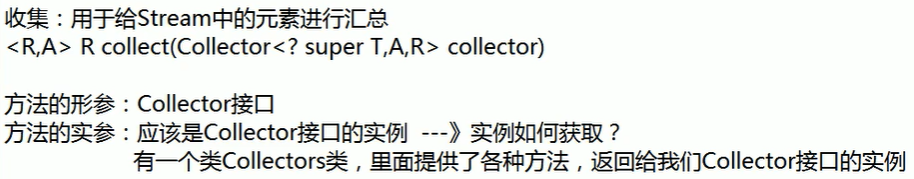 收集：用于给Stream中的元素进行汇总
<R,A> R collect(Collector<? super T,A,R> collector)
方法的形参：Collector接口
方法的实参：应该是Collector接口的实例 ---》实例如何获取？
有一个类Collectors类，里面提供了各种方法，返回给我们Collector接口的实例